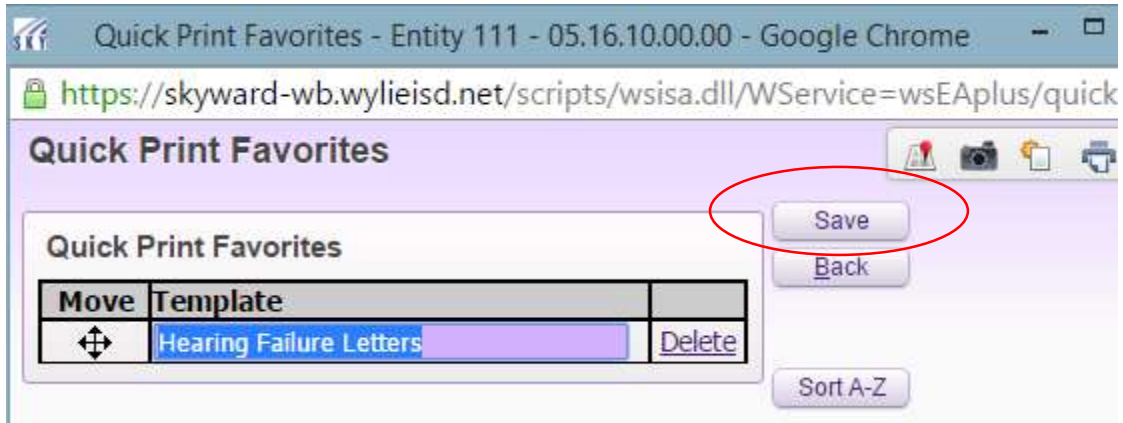 Quick Print Favorites - Entity 111 - 05.16.10.00.00 - Google Chrome
https://skyward-wb.wylieisd.net/scripts/wsisa.dll/WService=wsEAplus/quick
Quick Print Favorites
Save
Quick Print Favorites
Back
Move Template
Hearing Failure Letters Delete
Sort A-Z